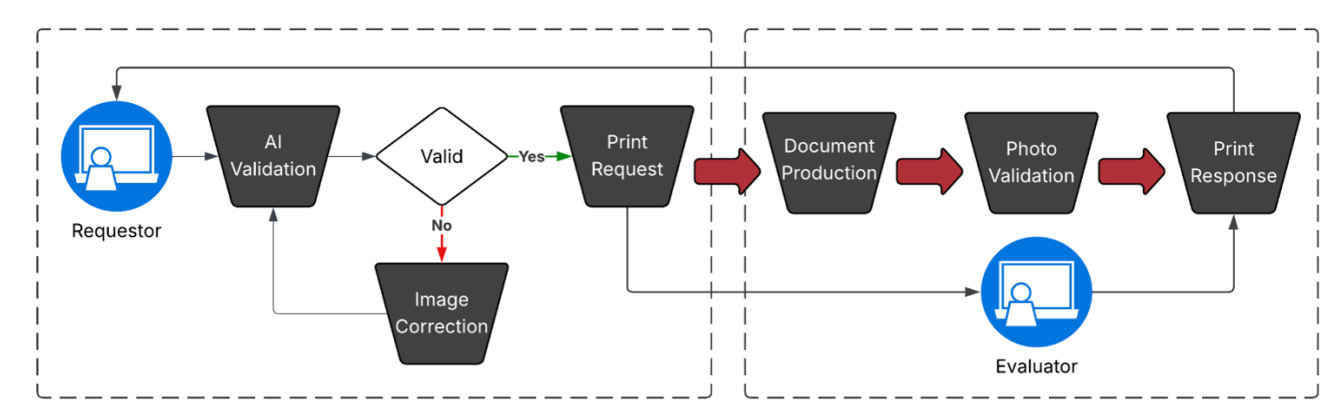 Requestor
AI
Validation
Valid
Yes
No
Image
Correction
Print
Request
Document
Production
Photo
Validation
Print
Response
Evaluator